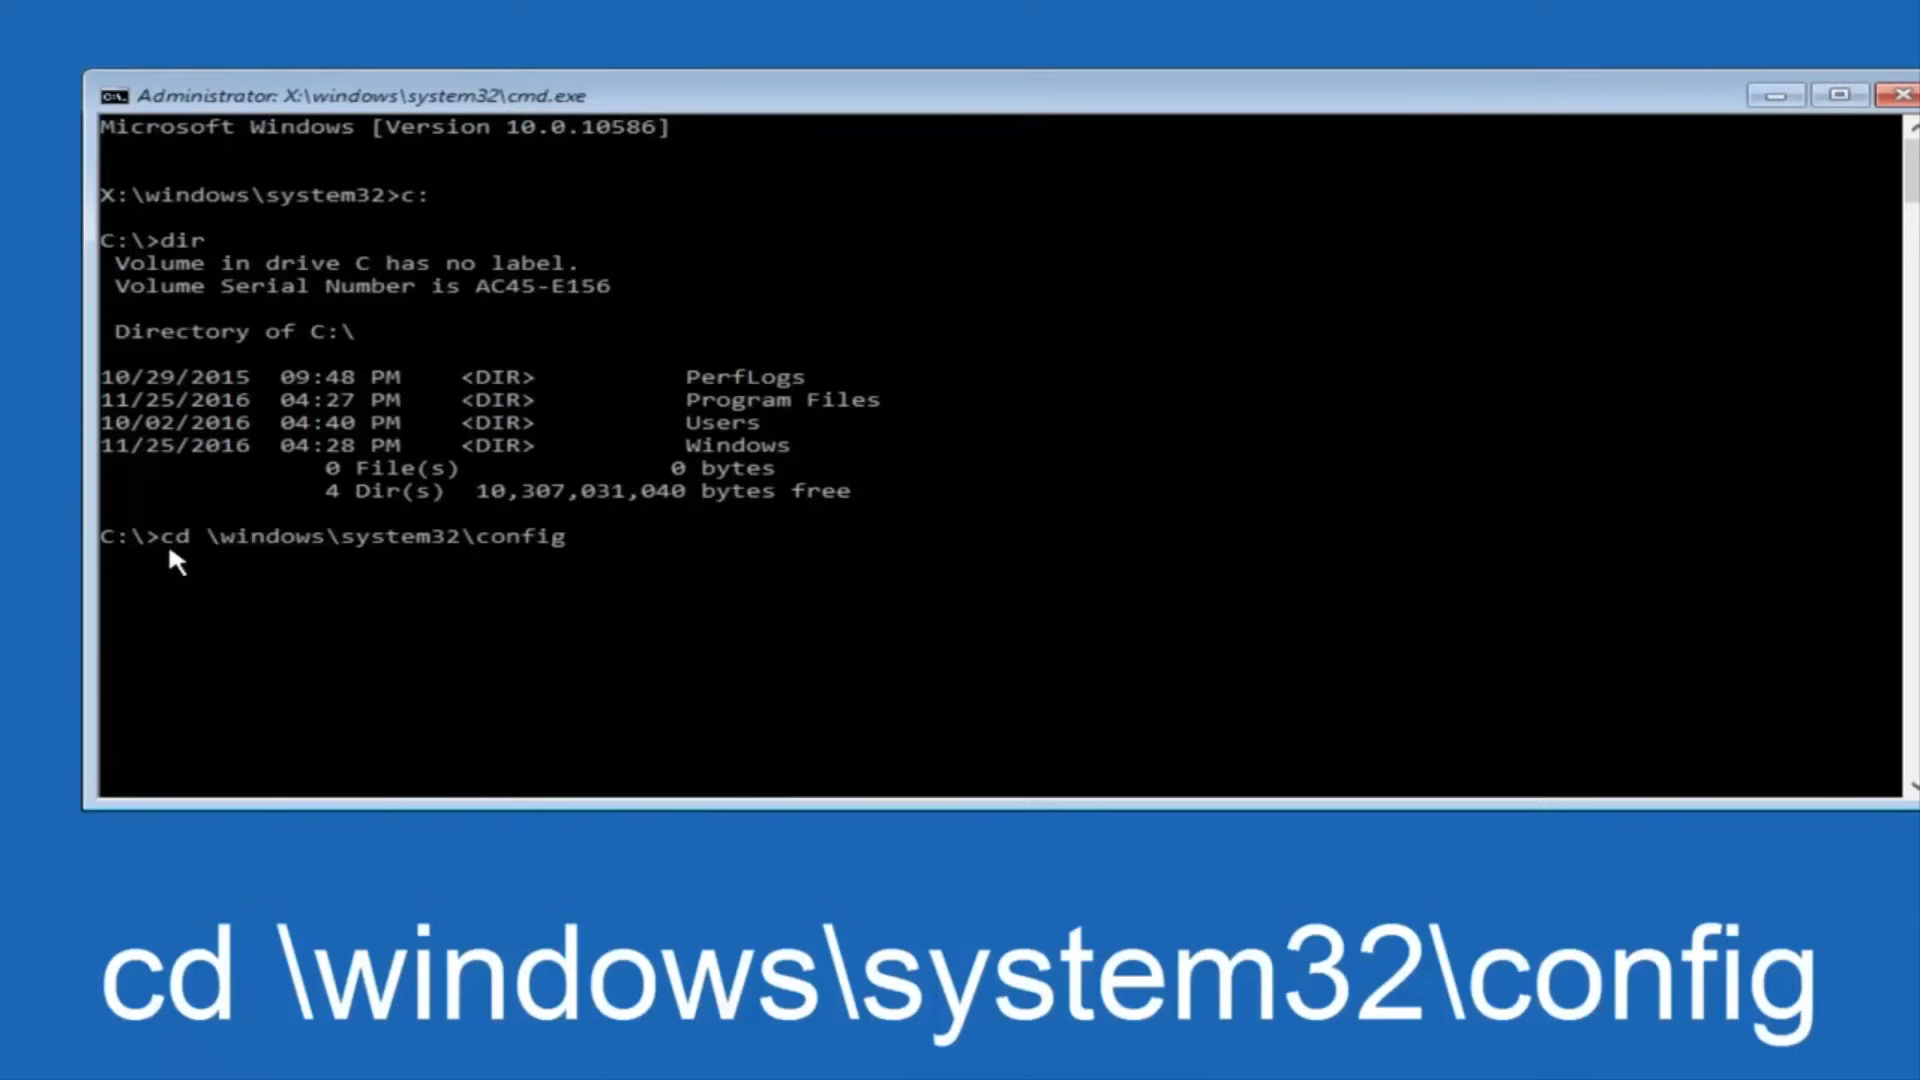 Administrator: X:\windows\system32\cmd.exe
Microsoft Windows [Version 10.0.10586]
X:\windows\system32>c:
C:\>dir
Volume in drive C has no label.
Volume Serial Number is AC45-E156
Directory of C:\
10/29/2015 09:48 PM <DIR> PerfLogs
11/25/2016 04:27 PM <DIR> Program Files
10/02/2016 04:40 PM <DIR> Users
11/25/2016 04:28 PM <DIR> Windows
0 File(s) 0 bytes
4 Dir(s) 10,307,031,040 bytes free
C:\>cd \windows\system32\config
cd \windows\system32\config